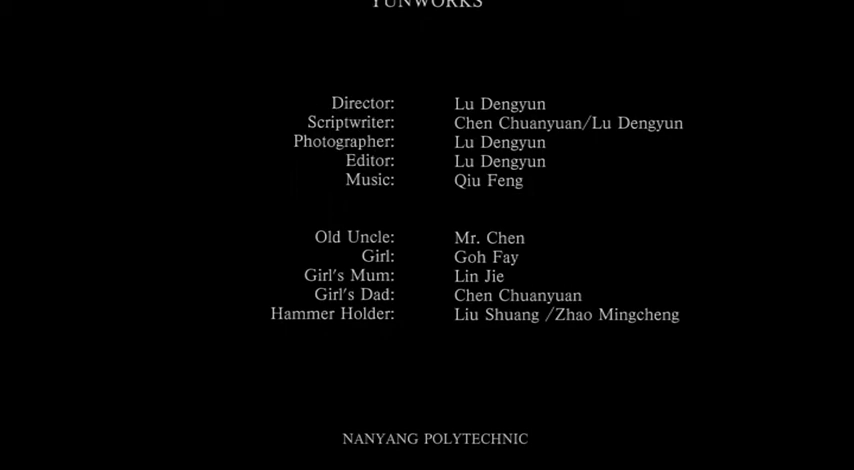 YUNWORKS
Director: Lu Dengyun
Scriptwriter: Chen Chuanyuan/Lu Dengyun
Photographer: Lu Dengyun
Editor: Lu Dengyun
Music: Qiu Feng
Old Uncle: Mr. Chen
Girl: Goh Fay
Girl's Mum: Lin Jie
Girl's Dad: Chen Chuanyuan
Hammer Holder: Liu Shuang /Zhao Mingcheng
NANYANG POLYTECHNIC